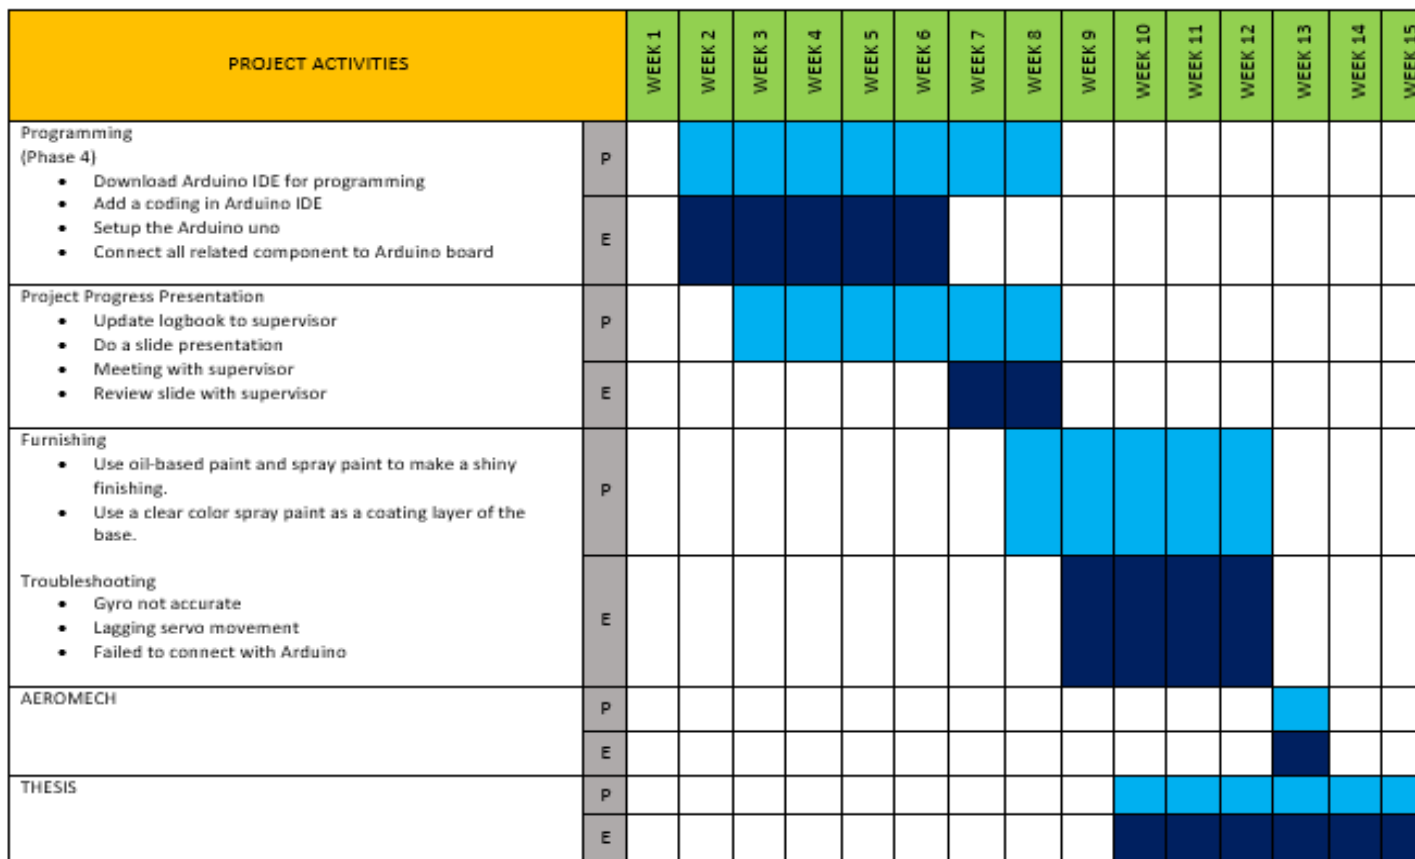 PROJECT ACTIVITIES
WEEK 1
WEEK 2
WEEK 3
WEEK 4
WEEK 5
WEEK 6
WEEK 7
WEEK 8
WEEK 9
WEEK 10
WEEK 11
WEEK 12
WEEK 13
WEEK 14
WEEK 15
Programming
(Phase 4)
• Download Arduino IDE for programming
• Add a coding in Arduino IDE
• Setup the Arduino uno
• Connect all related component to Arduino board
P
E
Project Progress Presentation
• Update logbook to supervisor
• Do a slide presentation
• Meeting with supervisor
• Review slide with supervisor
P
E
Furnishing
• Use oil-based paint and spray paint to make a shiny
finishing.
• Use a clear color spray paint as a coating layer of the
base.
Troubleshooting
• Gyro not accurate
• Lagging servo movement
• Failed to connect with Arduino
P
E
AEROMECH
P
E
THESIS
P
E